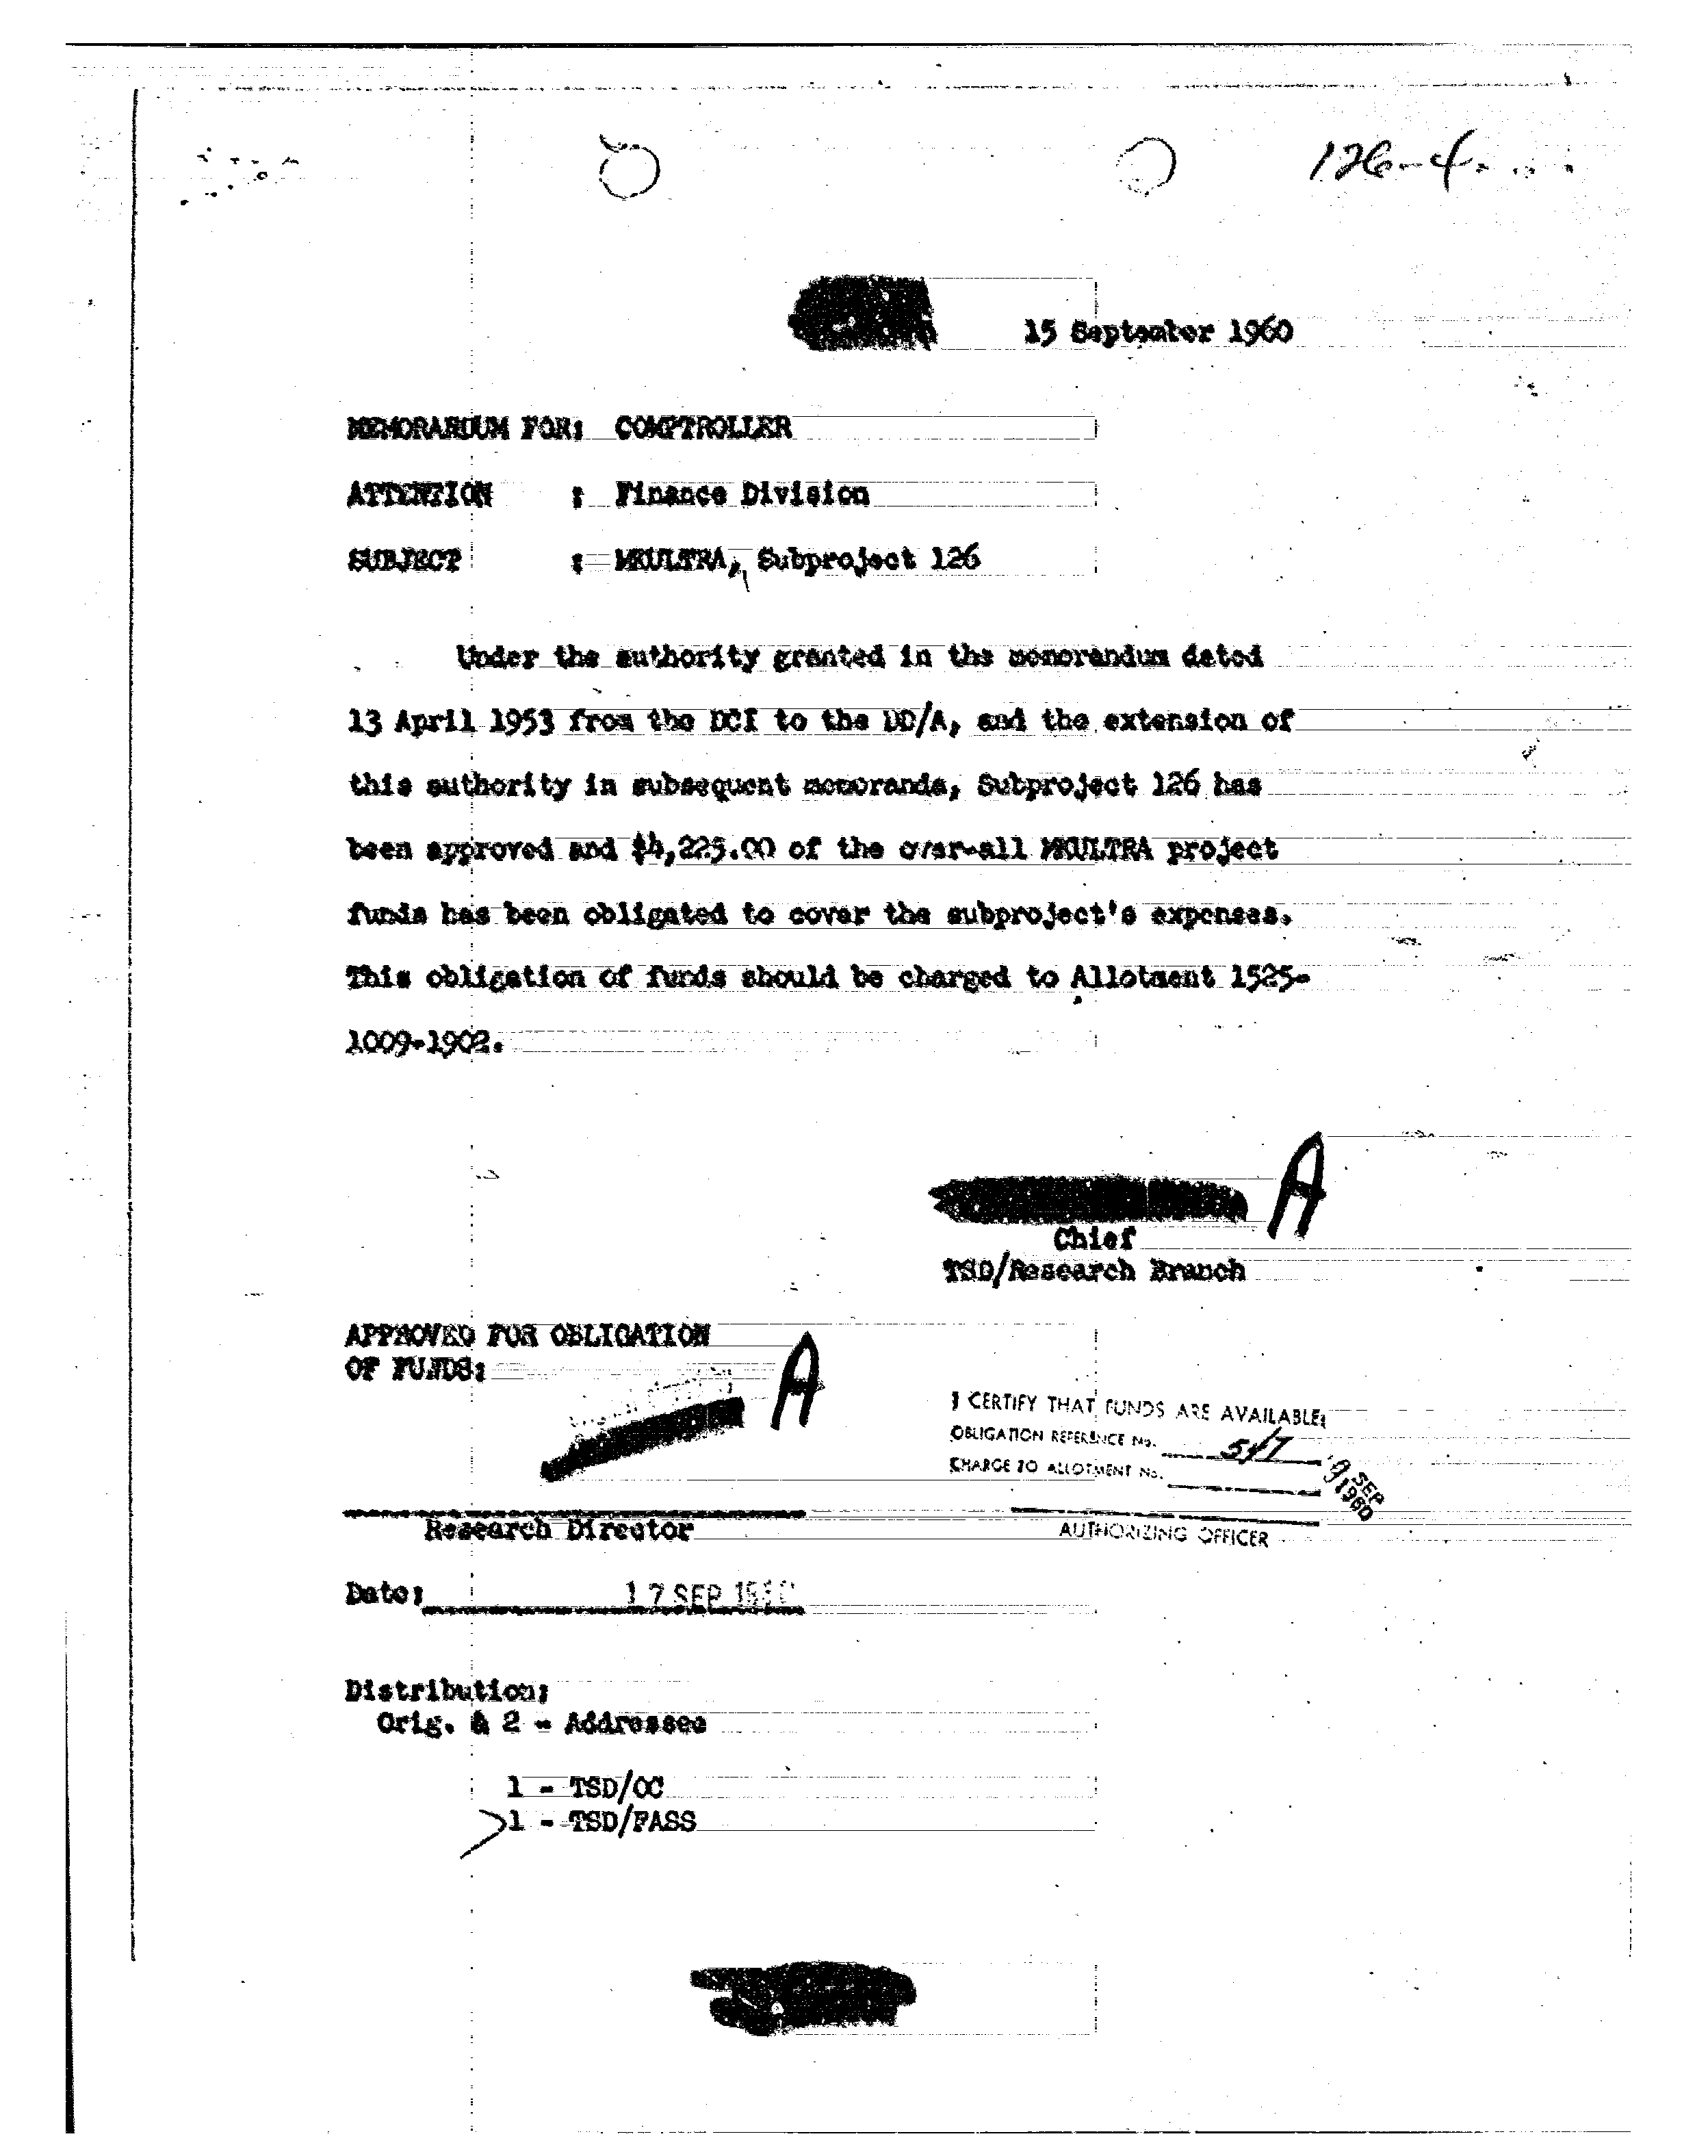 126-4
15 September 1960
MEMORANDUM FOR: COMPTROLLER
ATTENTION : Finance Division
SUBJECT : MKULTRA, Subproject 126
Under the authority granted in the memorandum dated
13 April 1953 from the DCI to the DD/A, and the extension of
this authority in subsequent memoranda, Subproject 126 has
been approved and $4,225.00 of the over-all MKULTRA project
funds has been obligated to cover the subproject's expenses.
This obligation of funds should be charged to Allotment 1525-
1009-1902.
A
Chief
TSD/Research Branch
APPROVED FOR OBLIGATION
OF FUNDS:
A
I CERTIFY THAT FUNDS ARE AVAILABLE:
OBLIGATION REFERENCE No.
CHARGE TO ALLOTMENT No.
SEP
1960
Research Director
AUTHORIZING OFFICER
Date: 17 SEP
Distribution:
Orig. & 2 - Addressee
1 - TSD/OC
1 - TSD/FASS